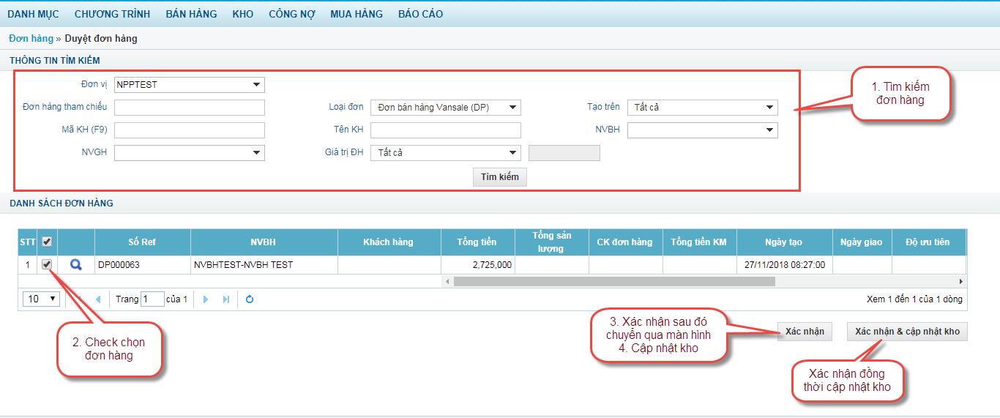 DANH MỤC CHƯƠNG TRÌNH BÁN HÀNG KHO CÔNG NỢ MUA HÀNG BÁO CÁO
Đơn hàng » Duyệt đơn hàng
THÔNG TIN TÌM KIẾM
Đơn vị NPPTEST
Đơn hàng tham chiếu Loại đơn Đơn bán hàng Vansale (DP) Tạo trên Tất cả
Mã KH (F9) Tên KH NVBH
NVGH Giá trị ĐH Tất cả
Tìm kiếm
1. Tìm kiếm
đơn hàng
DANH SÁCH ĐƠN HÀNG
STT Số Ref NVBH Khách hàng Tổng tiền Tổng sản lượng CK đơn hàng Tổng tiền KM Ngày tạo Ngày giao Độ ưu tiên
1 DP000063 NVBHTEST-NVBH TEST 2,725,000 27/11/2018 08:27:00
10 Trang 1 của 1 Xem 1 đến 1 của 1 dòng
2. Check chọn
đơn hàng
3. Xác nhận sau đó
chuyển qua màn hình
4. Cập nhật kho
Xác nhận Xác nhận & cập nhật kho
Xác nhận đồng
thời cập nhật kho